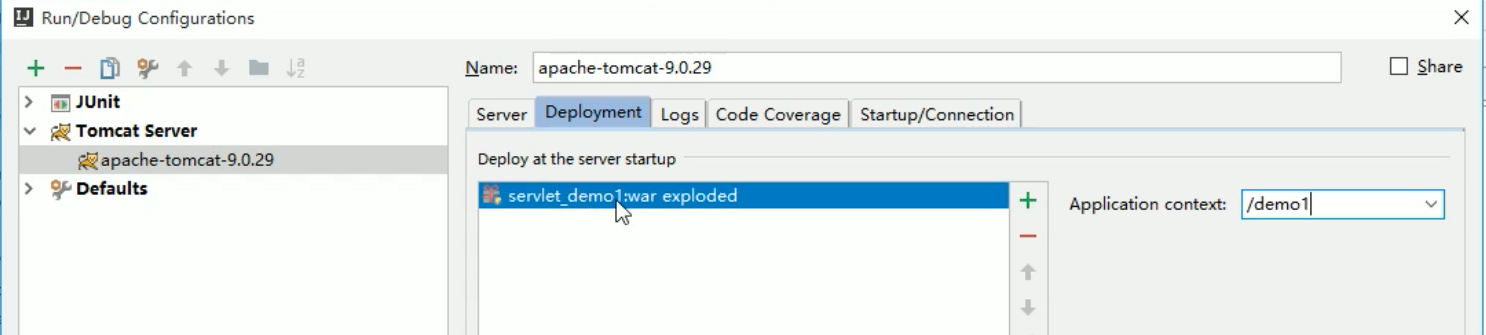 Run/Debug Configurations
Name: apache-tomcat-9.0.29
Share
JUnit
Tomcat Server
apache-tomcat-9.0.29
Defaults
Server Deployment Logs Code Coverage Startup/Connection
Deploy at the server startup
servlet_demo1:war exploded
Application context: /demo1